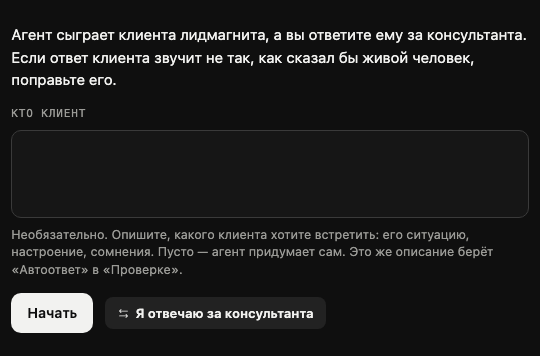 Агент сыграет клиента лидмагнита, а вы ответите ему за консультанта.
Если ответ клиента звучит не так, как сказал бы живой человек,
поправьте его.
КТО КЛИЕНТ
Необязательно. Опишите, какого клиента хотите встретить: его ситуацию,
настроение, сомнения. Пусто — агент придумает сам. Это же описание берёт
«Автоответ» в «Проверке».
Начать
Я отвечаю за консультанта